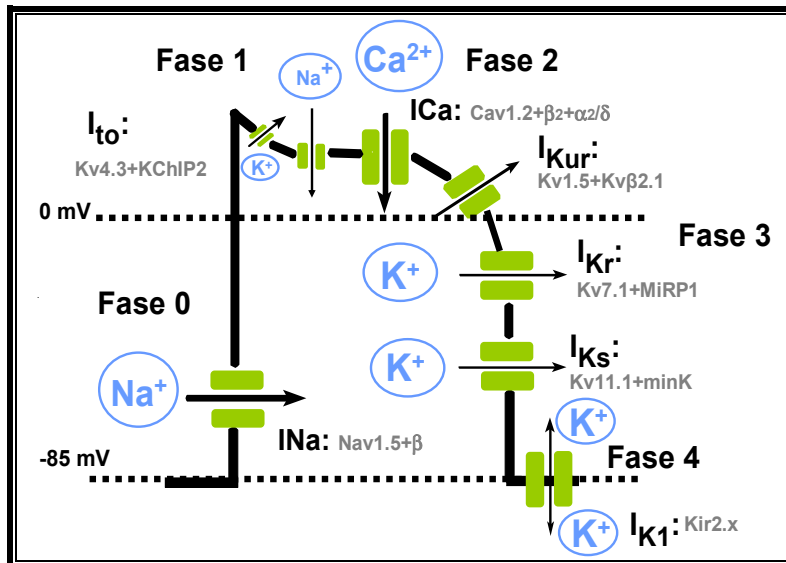 Fase 1
Na+
Ca2+
Fase 2
Ito:
Kv4.3+KChIP2
K+
ICa: Cav1.2+β2+α2/δ
IKur:
Kv1.5+Kvβ2.1
0 mV
Fase 3
K+
IKr:
Kv7.1+MiRP1
Fase 0
Na+
K+
IKs:
Kv11.1+minK
INa: Nav1.5+β
K+
-85 mV
Fase 4
K+
IK1: Kir2.x